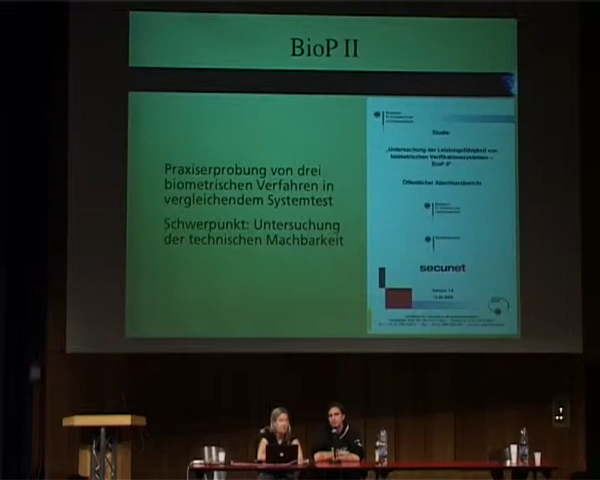 BioP II
Praxiserprobung von drei
biometrischen Verfahren in
vergleichendem Systemtest
Schwerpunkt: Untersuchung
der technischen Machbarkeit
Studie
„Untersuchung der Leistungsfähigkeit von
biometrischen Verifikationssystemen –
BioP II“
Öffentlicher Abschlussbericht
secunet